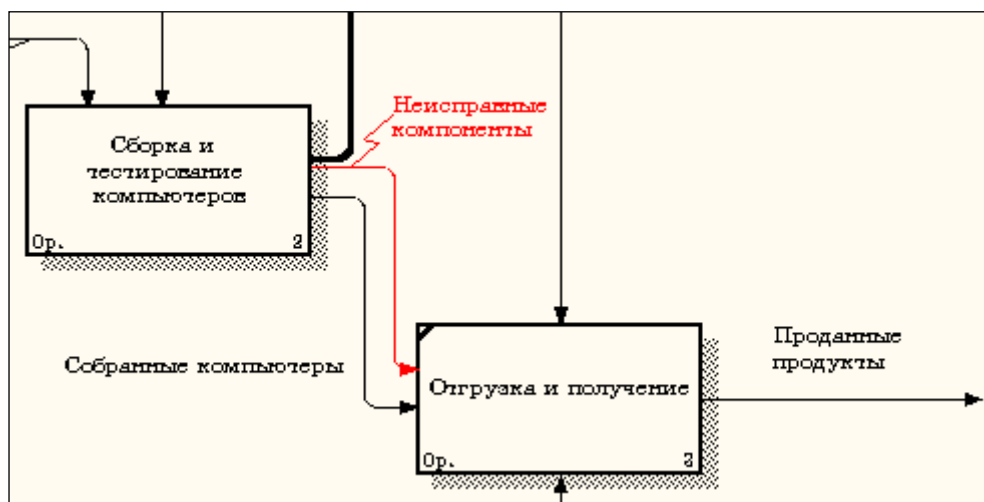 Неисправные
компоненты
Сборка и
тестирование
компьютеров
0р.
2
Собранные компьютеры
Проданные
продукты
Отгрузка и получение
0р.
3